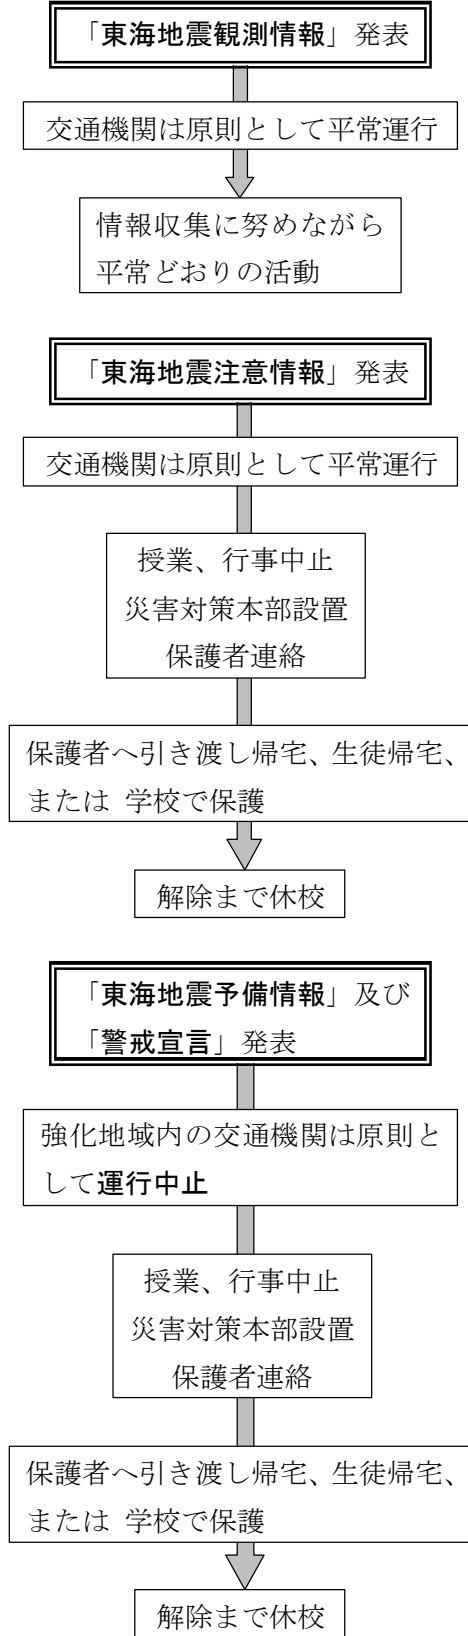 「東海地震観測情報」発表
交通機関は原則として平常運行
情報収集に努めながら
平常どおりの活動
「東海地震注意情報」発表
交通機関は原則として平常運行
授業、行事中止
災害対策本部設置
保護者連絡
保護者へ引き渡し帰宅、生徒帰宅、
または 学校で保護
解除まで休校
「東海地震予備情報」及び
「警戒宣言」発表
強化地域内の交通機関は原則と
して運行中止
授業、行事中止
災害対策本部設置
保護者連絡
保護者へ引き渡し帰宅、生徒帰宅、
または 学校で保護
解除まで休校